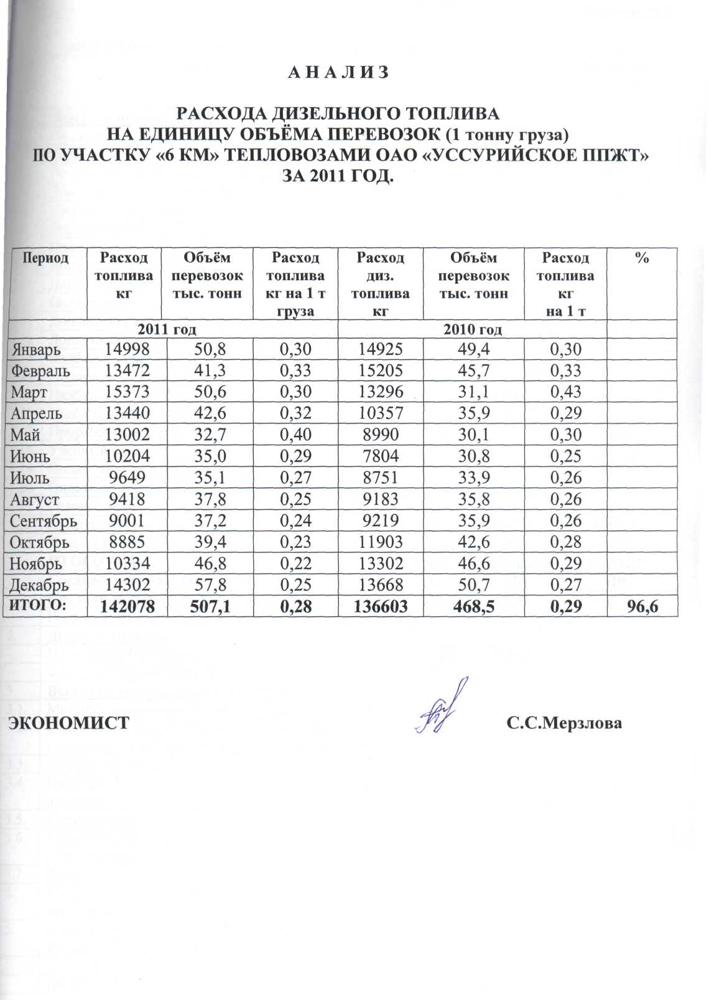 А Н А Л И З
РАСХОДА ДИЗЕЛЬНОГО ТОПЛИВА
НА ЕДИНИЦУ ОБЪЁМА ПЕРЕВОЗОК (1 тонну груза)
ПО УЧАСТКУ «6 КМ» ТЕПЛОВОЗАМИ ОАО «УССУРИЙСКОЕ ППЖТ»
ЗА 2011 ГОД.
Период Расход Объём Расход Расход Объём Расход %
топлива перевозок топлива диз. перевозок топлива
кг тыс. тонн кг на 1 т топлива тыс. тонн кг
груза кг на 1 т
2011 год 2010 год
Январь 14998 50,8 0,30 14925 49,4 0,30
Февраль 13472 41,3 0,33 15205 45,7 0,33
Март 15373 50,6 0,30 13296 31,1 0,43
Апрель 13440 42,6 0,32 10357 35,9 0,29
Май 13002 32,7 0,40 8990 30,1 0,30
Июнь 10204 35,0 0,29 7804 30,8 0,25
Июль 9649 35,1 0,27 8751 33,9 0,26
Август 9418 37,8 0,25 9183 35,8 0,26
Сентябрь 9001 37,2 0,24 9219 35,9 0,26
Октябрь 8885 39,4 0,23 11903 42,6 0,28
Ноябрь 10334 46,8 0,22 13302 46,6 0,29
Декабрь 14302 57,8 0,25 13668 50,7 0,27
ИТОГО: 142078 507,1 0,28 136603 468,5 0,29 96,6
ЭКОНОМИСТ С.С.Мерзлова